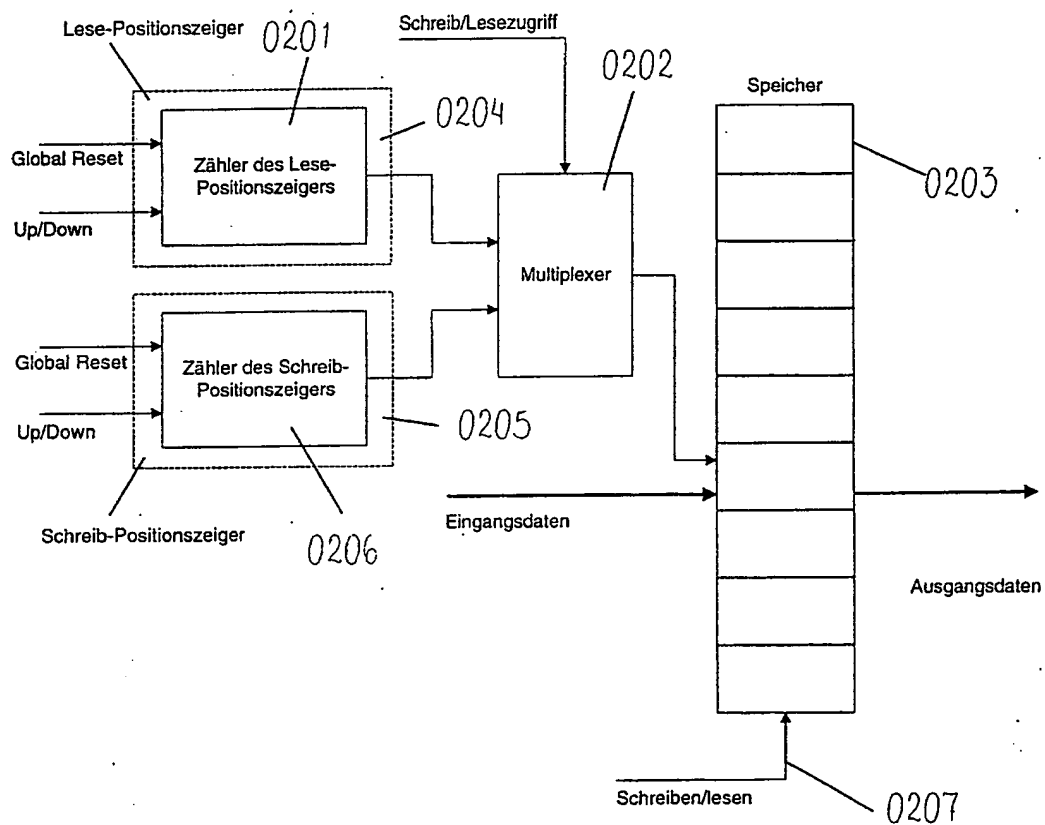 Lese-Positionszeiger
0201
Schreib/Lesezugriff
0202
Speicher
0204
Global Reset
Zähler des Lese-
Positionszeigers
0203
Up/Down
Multiplexer
Global Reset
Zähler des Schreib-
Positionszeigers
Up/Down
0205
Eingangsdaten
Schreib-Positionszeiger
0206
Ausgangsdaten
Schreiben/lesen
0207